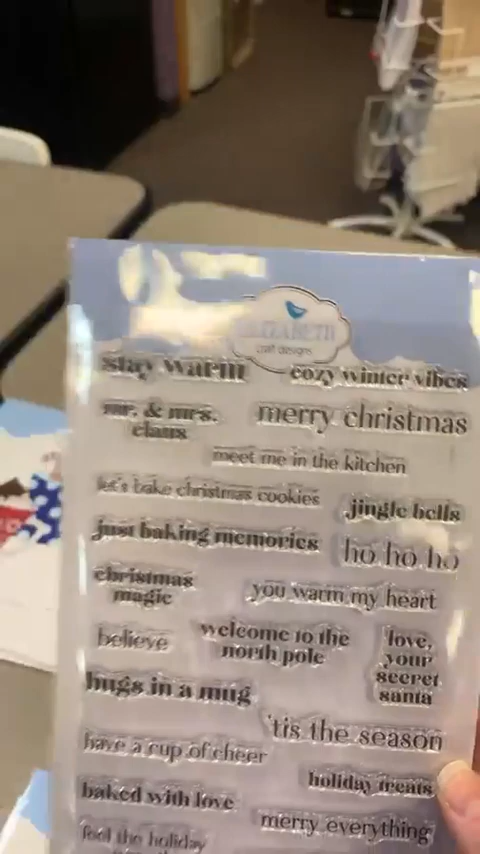 ELIZABETH
craft designs
stay warm
cozy winter vibes
mr. & mrs.
claus
merry christmas
meet me in the kitchen
let's bake christmas cookies
jingle bells
just baking memories
ho ho ho
christmas
magic
you warm my heart
believe
welcome to the
north pole
love,
your
secret
santa
hugs in a mug
'tis the season
have a cup of cheer
holiday treats
baked with love
merry everything
feel the holiday